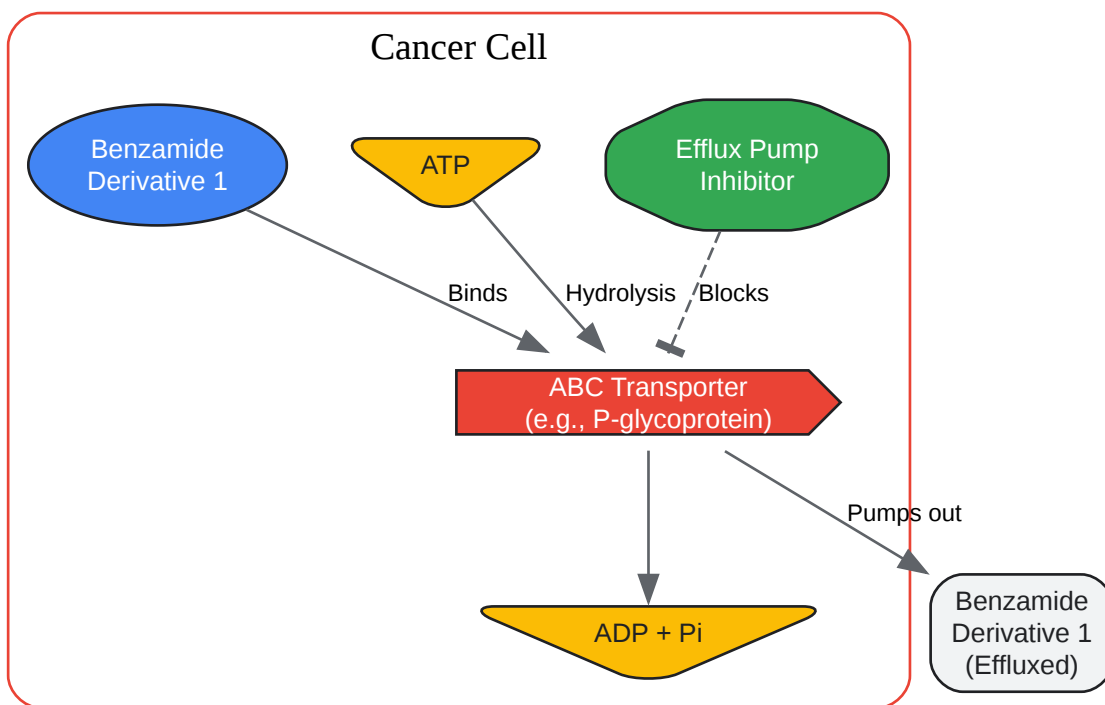 Cancer Cell
Benzamide
Derivative 1
ATP
Efflux Pump
Inhibitor
Binds
Hydrolysis
Blocks
ABC Transporter
(e.g., P-glycoprotein)
Pumps out
ADP + Pi
Benzamide
Derivative 1
(Effluxed)